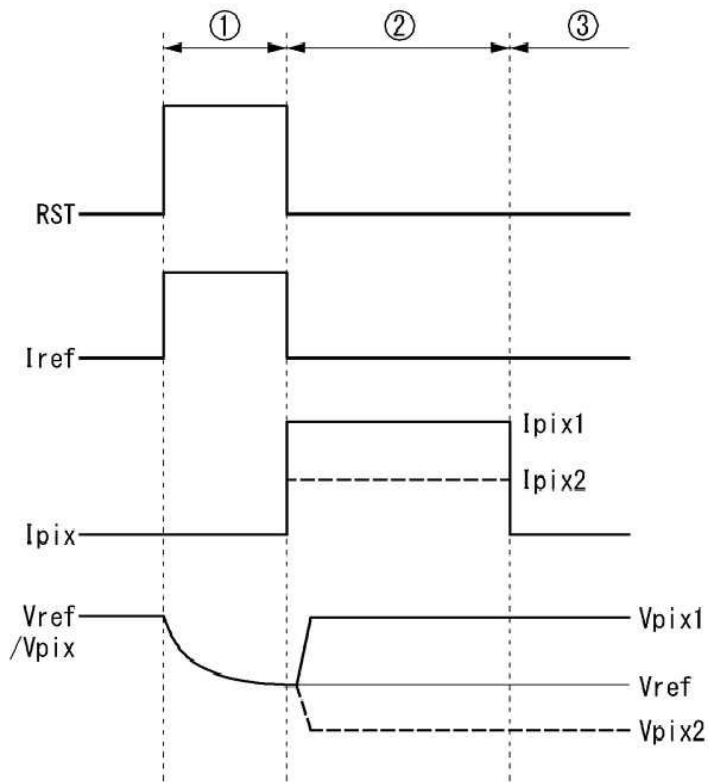 ① ② ③
RST
Iref
Ipix1
Ipix2
Ipix
Vref
/Vpix
Vpix1
Vref
Vpix2